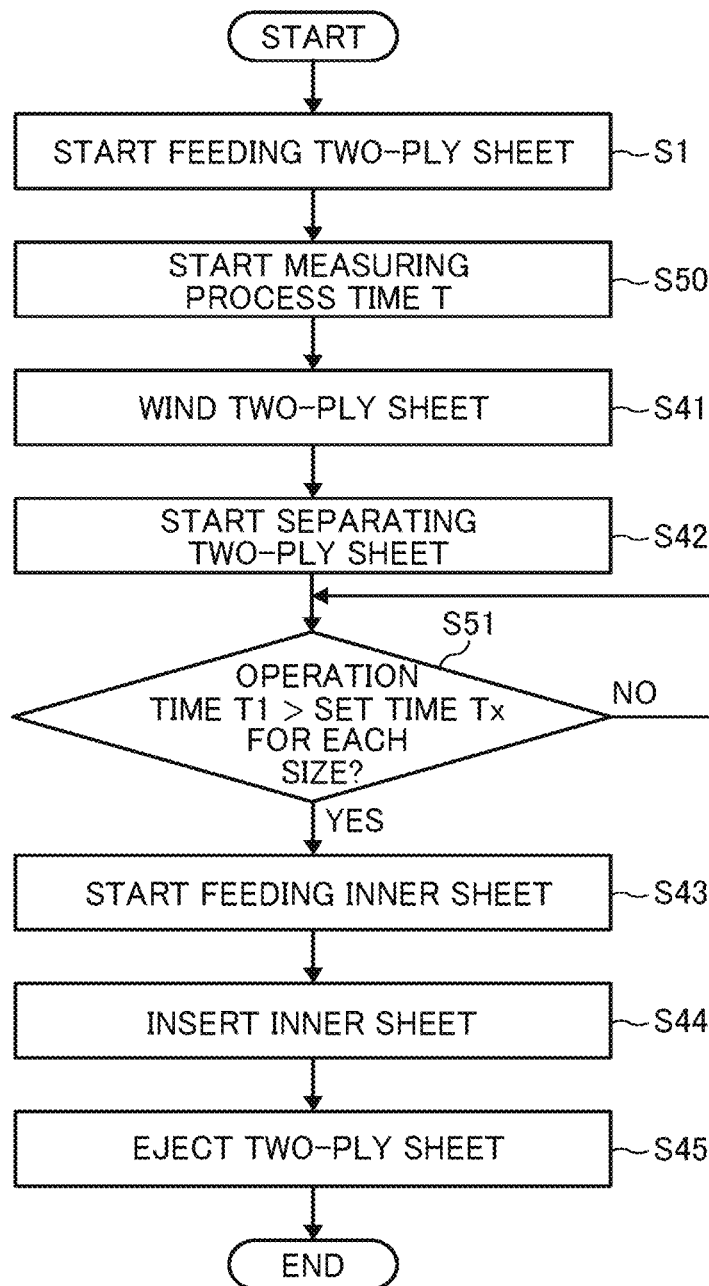 START
START FEEDING TWO-PLY SHEET
S1
START MEASURING
PROCESS TIME T
S50
WIND TWO-PLY SHEET
S41
START SEPARATING
TWO-PLY SHEET
S42
S51
OPERATION
TIME T1 > SET TIME Tx
FOR EACH
SIZE?
NO
YES
START FEEDING INNER SHEET
S43
INSERT INNER SHEET
S44
EJECT TWO-PLY SHEET
S45
END